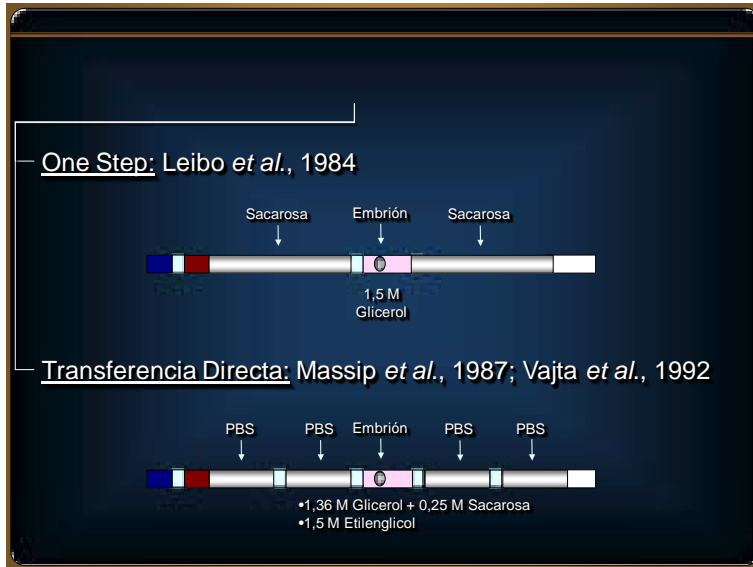 One Step: Leibo et al., 1984
Sacarosa Embrión Sacarosa
1,5 M
Glicerol
Transferencia Directa: Massip et al., 1987; Vajta et al., 1992
PBS PBS Embrión PBS PBS
•1,36 M Glicerol + 0,25 M Sacarosa
•1,5 M Etilenglicol